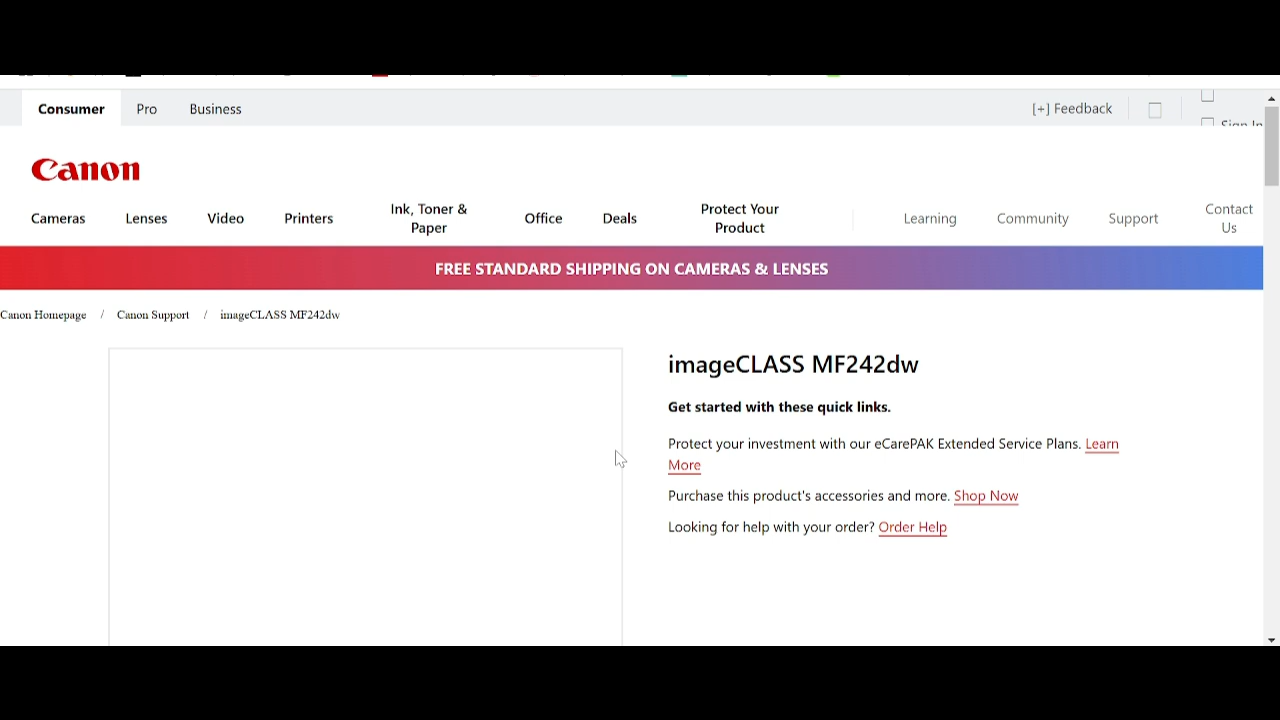 Consumer Pro Business [+] Feedback
Sign In
Canon
Cameras Lenses Video Printers Ink, Toner & Paper Office Deals Protect Your Product Learning Community Support Contact Us
FREE STANDARD SHIPPING ON CAMERAS & LENSES
Canon Homepage / Canon Support / imageCLASS MF242dw
imageCLASS MF242dw
Get started with these quick links.
Protect your investment with our eCarePAK Extended Service Plans. Learn
More
Purchase this product's accessories and more. Shop Now
Looking for help with your order? Order Help